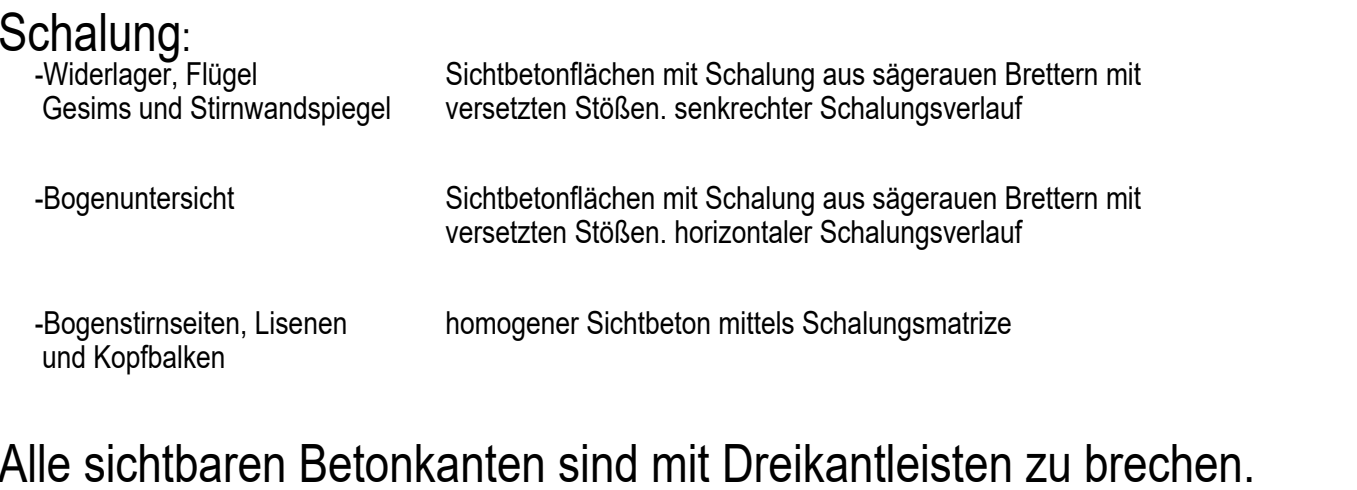 Schalung:
-Widerlager, Flügel Sichtbetonflächen mit Schalung aus sägerauen Brettern mit
Gesims und Stirnwandspiegel versetzten Stößen. senkrechter Schalungsverlauf
-Bogenuntersicht Sichtbetonflächen mit Schalung aus sägerauen Brettern mit
versetzten Stößen. horizontaler Schalungsverlauf
-Bogenstirnseiten, Lisenen homogener Sichtbeton mittels Schalungsmatrize
und Kopfbalken
Alle sichtbaren Betonkanten sind mit Dreikantleisten zu brechen.